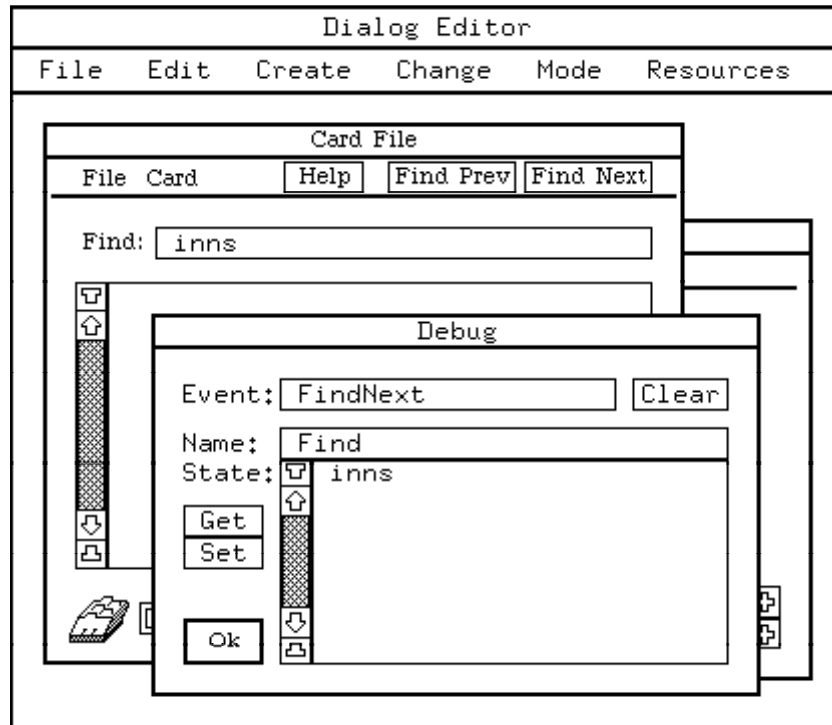 Dialog Editor
File Edit Create Change Mode Resources
Card File
File Card Help Find Prev Find Next
Find: inns
Debug
Event: FindNext Clear
Name: Find
State: inns
Get
Set
Ok